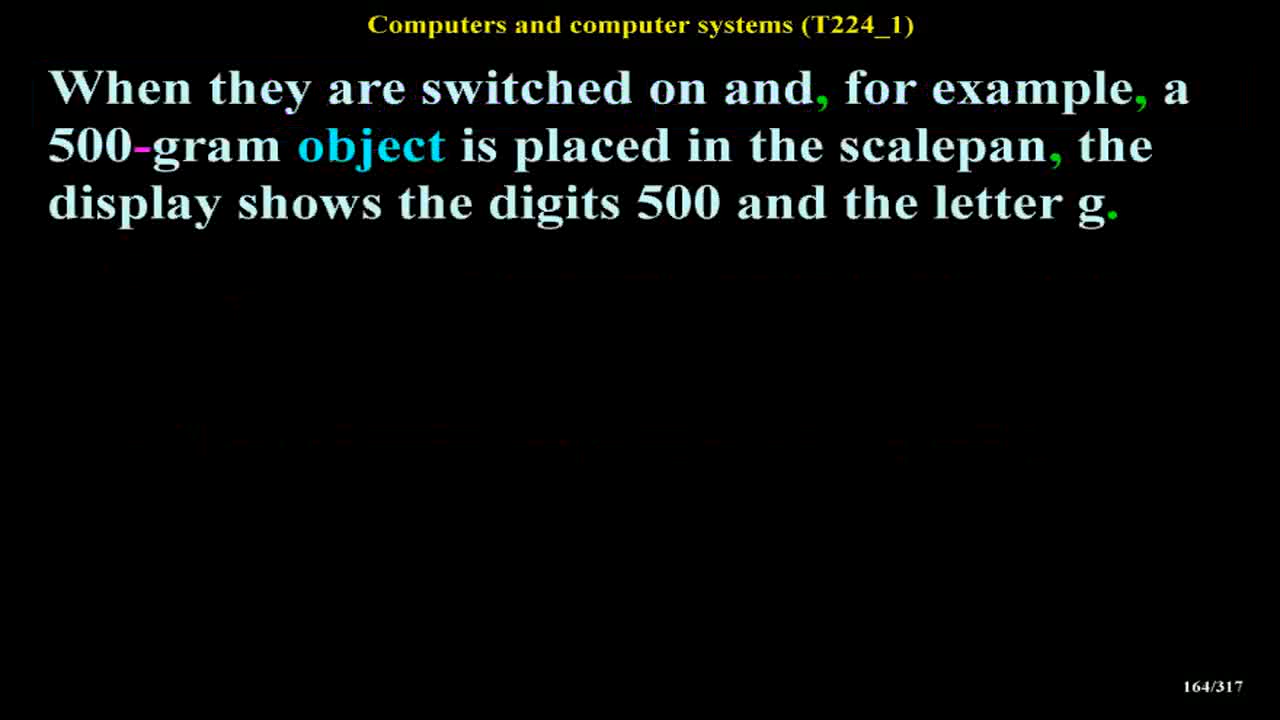 Computers and computer systems (T224_1)
When they are switched on and, for example, a
500-gram object is placed in the scalepan, the
display shows the digits 500 and the letter g.
164/317